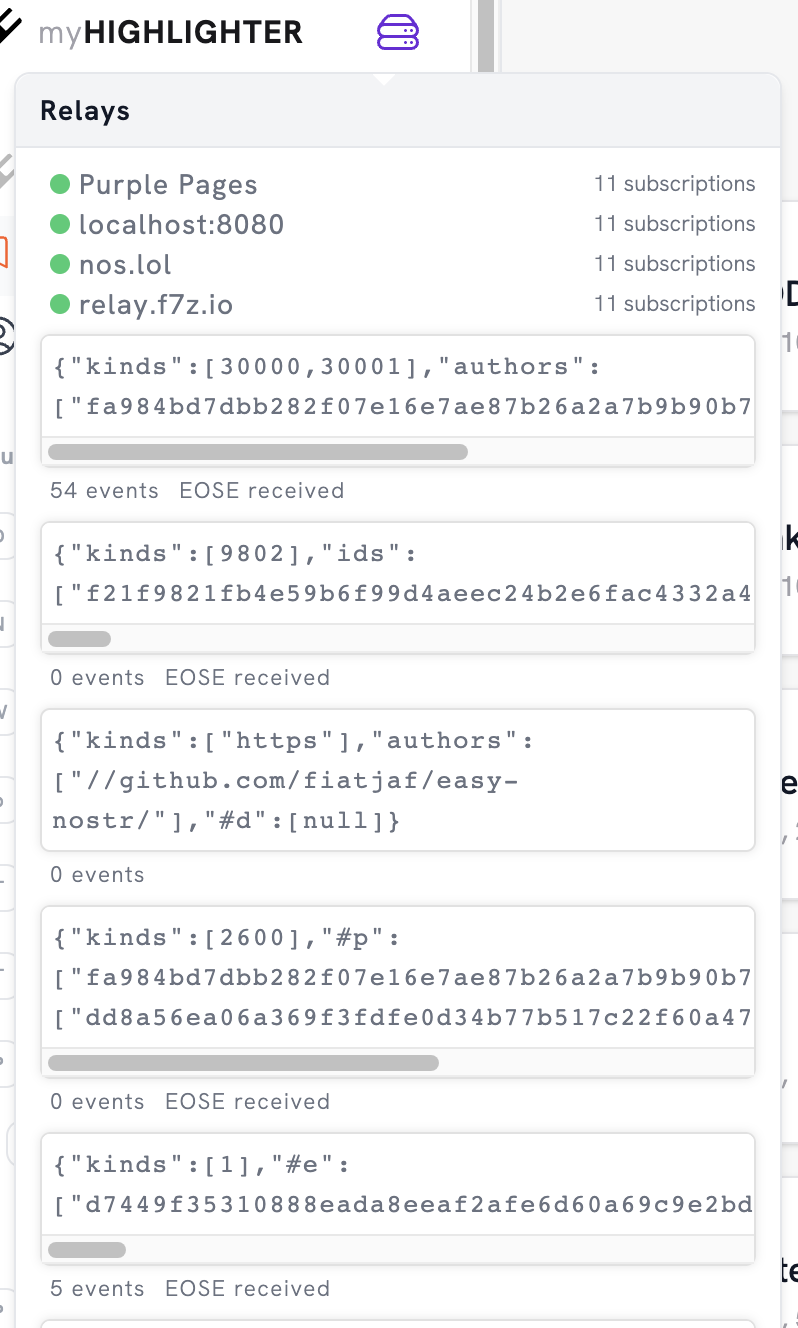 myHIGHLIGHTER
Relays
Purple Pages 11 subscriptions
localhost:8080 11 subscriptions
nos.lol 11 subscriptions
relay.f7z.io 11 subscriptions
{"kinds":[30000,30001],"authors":
["fa984bd7dbb282f07e16e7ae87b26a2a7b9b90b7
54 events EOSE received
{"kinds":[9802],"ids":
["f21f9821fb4e59b6f99d4aeec24b2e6fac4332a4
0 events EOSE received
{"kinds":["https"],"authors":
["//github.com/fiatjaf/easy-
nostr/"],"#d":[null]}
0 events
{"kinds":[2600],"#p":
["fa984bd7dbb282f07e16e7ae87b26a2a7b9b90b7
["dd8a56ea06a369f3fdfe0d34b77b517c22f60a47
0 events EOSE received
{"kinds":[1],"#e":
["d7449f35310888eada8eeaf2afe6d60a69c9e2bd
5 events EOSE received